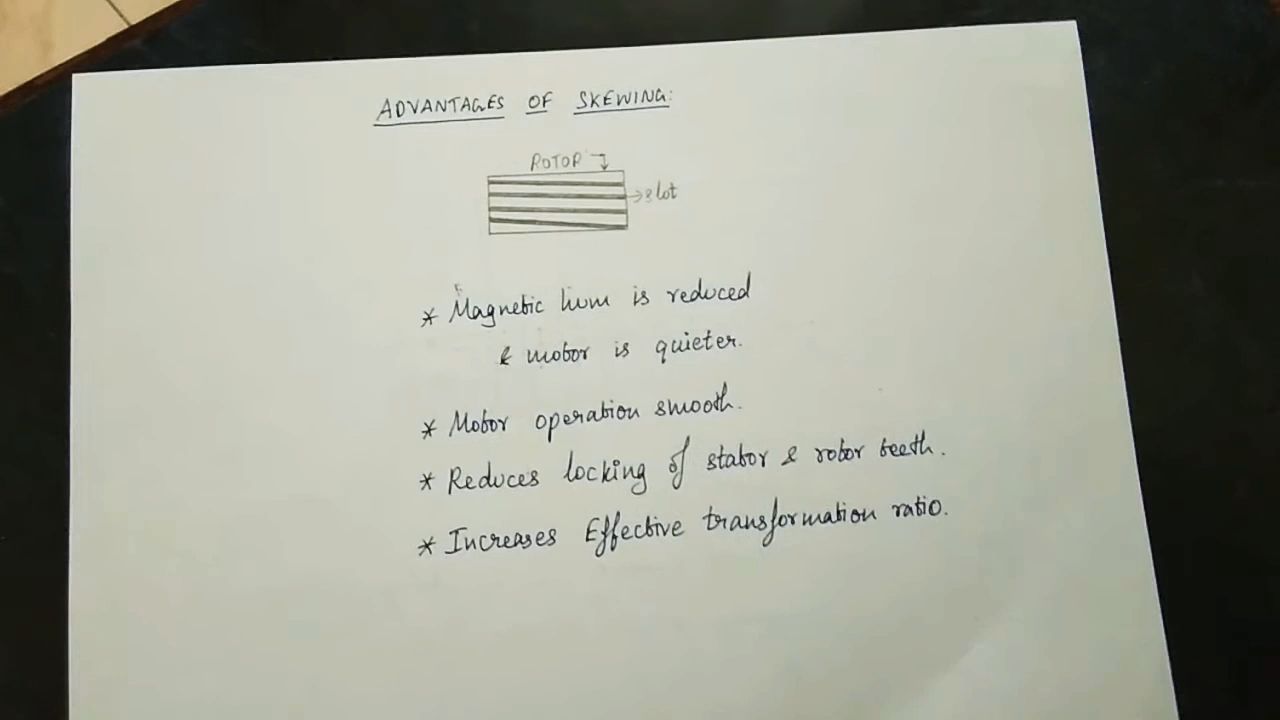 ADVANTAGES OF SKEWING:
ROTOR
slot
* Magnetic hum is reduced
& motor is quieter.
* Motor operation smooth.
* Reduces locking of stator & rotor teeth.
* Increases Effective transformation ratio.